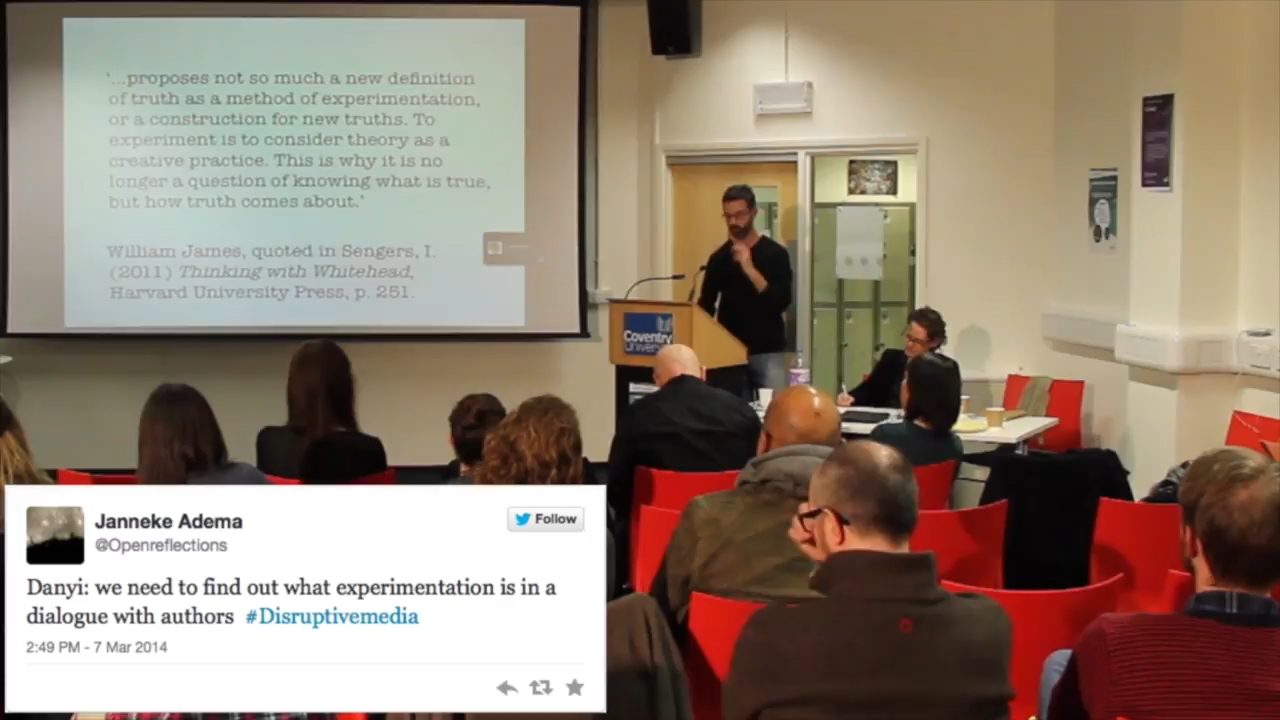 '...proposes not so much a new definition
of truth as a method of experimentation,
or a construction for new truths. To
experiment is to consider theory as a
creative practice. This is why it is no
longer a question of knowing what is true,
but how truth comes about.'
William James, quoted in Sengers, I.
(2011) Thinking with Whitehead,
Harvard University Press, p. 251.
Coventry
University
Janneke Adema
@Openreflections
Follow
Danyi: we need to find out what experimentation is in a
dialogue with authors #Disruptivemedia
2:49 PM - 7 Mar 2014